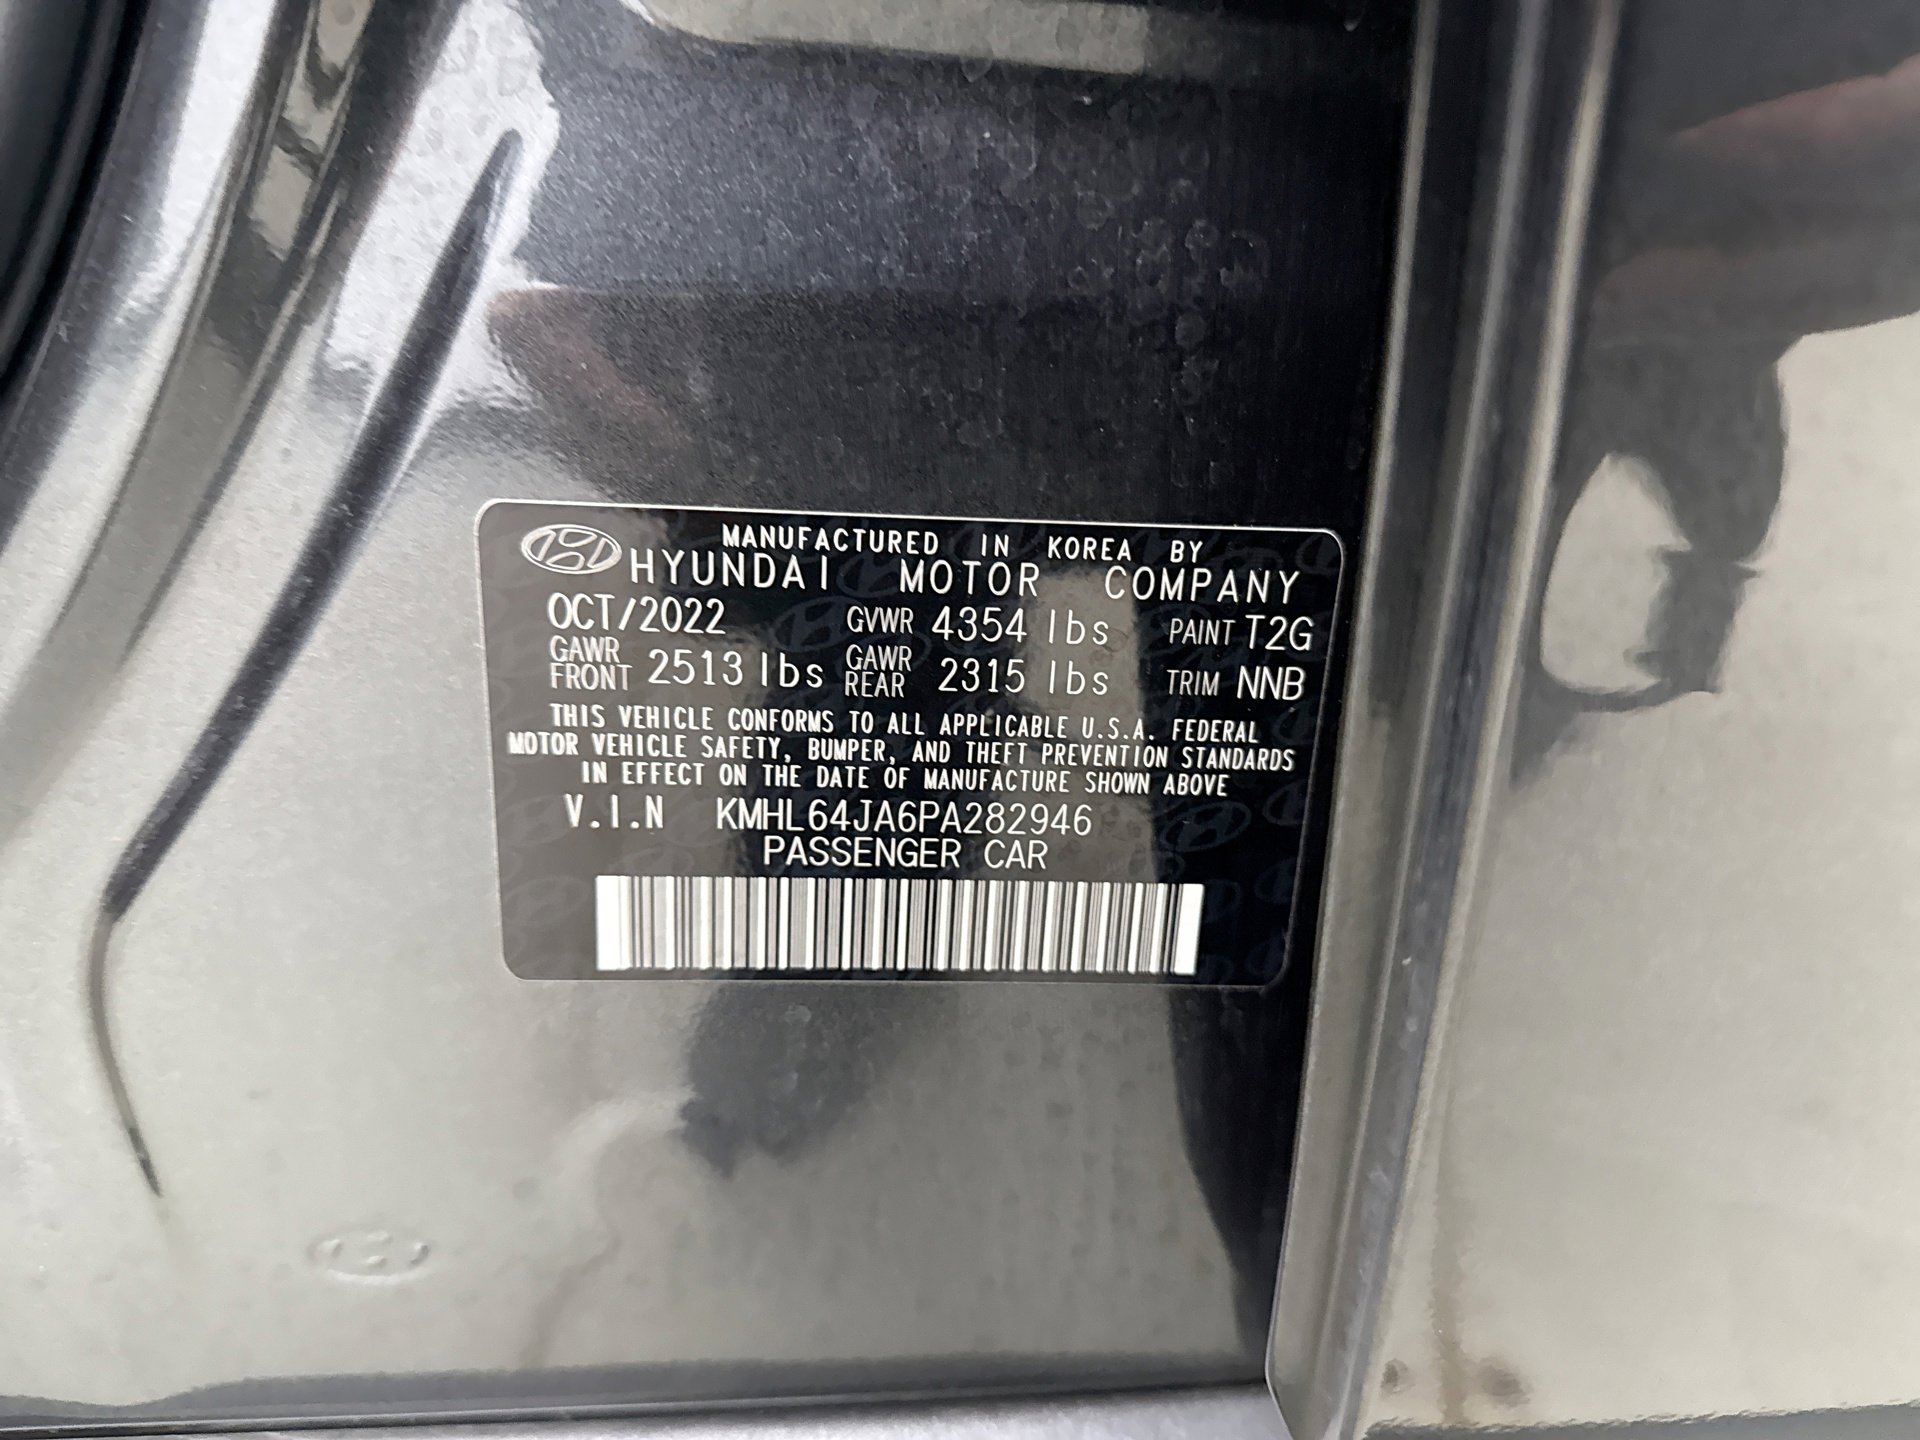 MANUFACTURED IN KOREA BY
HYUNDAI MOTOR COMPANY
OCT/2022 GVWR 4354 lbs PAINT T2G
GAWR FRONT 2513 lbs GAWR REAR 2315 lbs TRIM NNB
THIS VEHICLE CONFORMS TO ALL APPLICABLE U.S.A. FEDERAL
MOTOR VEHICLE SAFETY, BUMPER, AND THEFT PREVENTION STANDARDS
IN EFFECT ON THE DATE OF MANUFACTURE SHOWN ABOVE
V.I.N KMHL64JA6PA282946
PASSENGER CAR